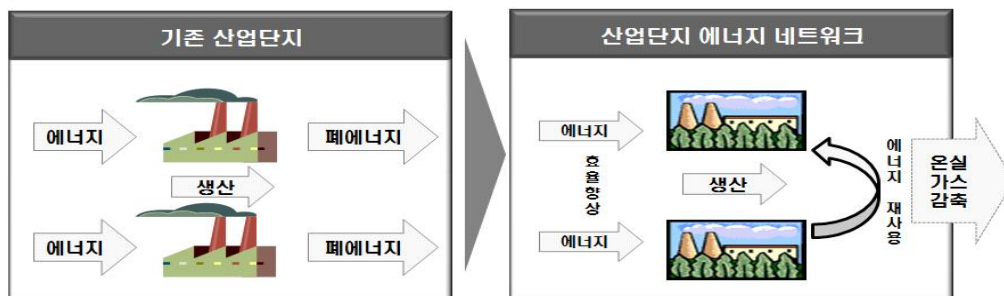 기존 산업단지
에너지
폐에너지
생산
에너지
폐에너지
산업단지 에너지 네트워크
에너지
효율향상
생산
에너지
에너지 재사용
온실
가스
감축